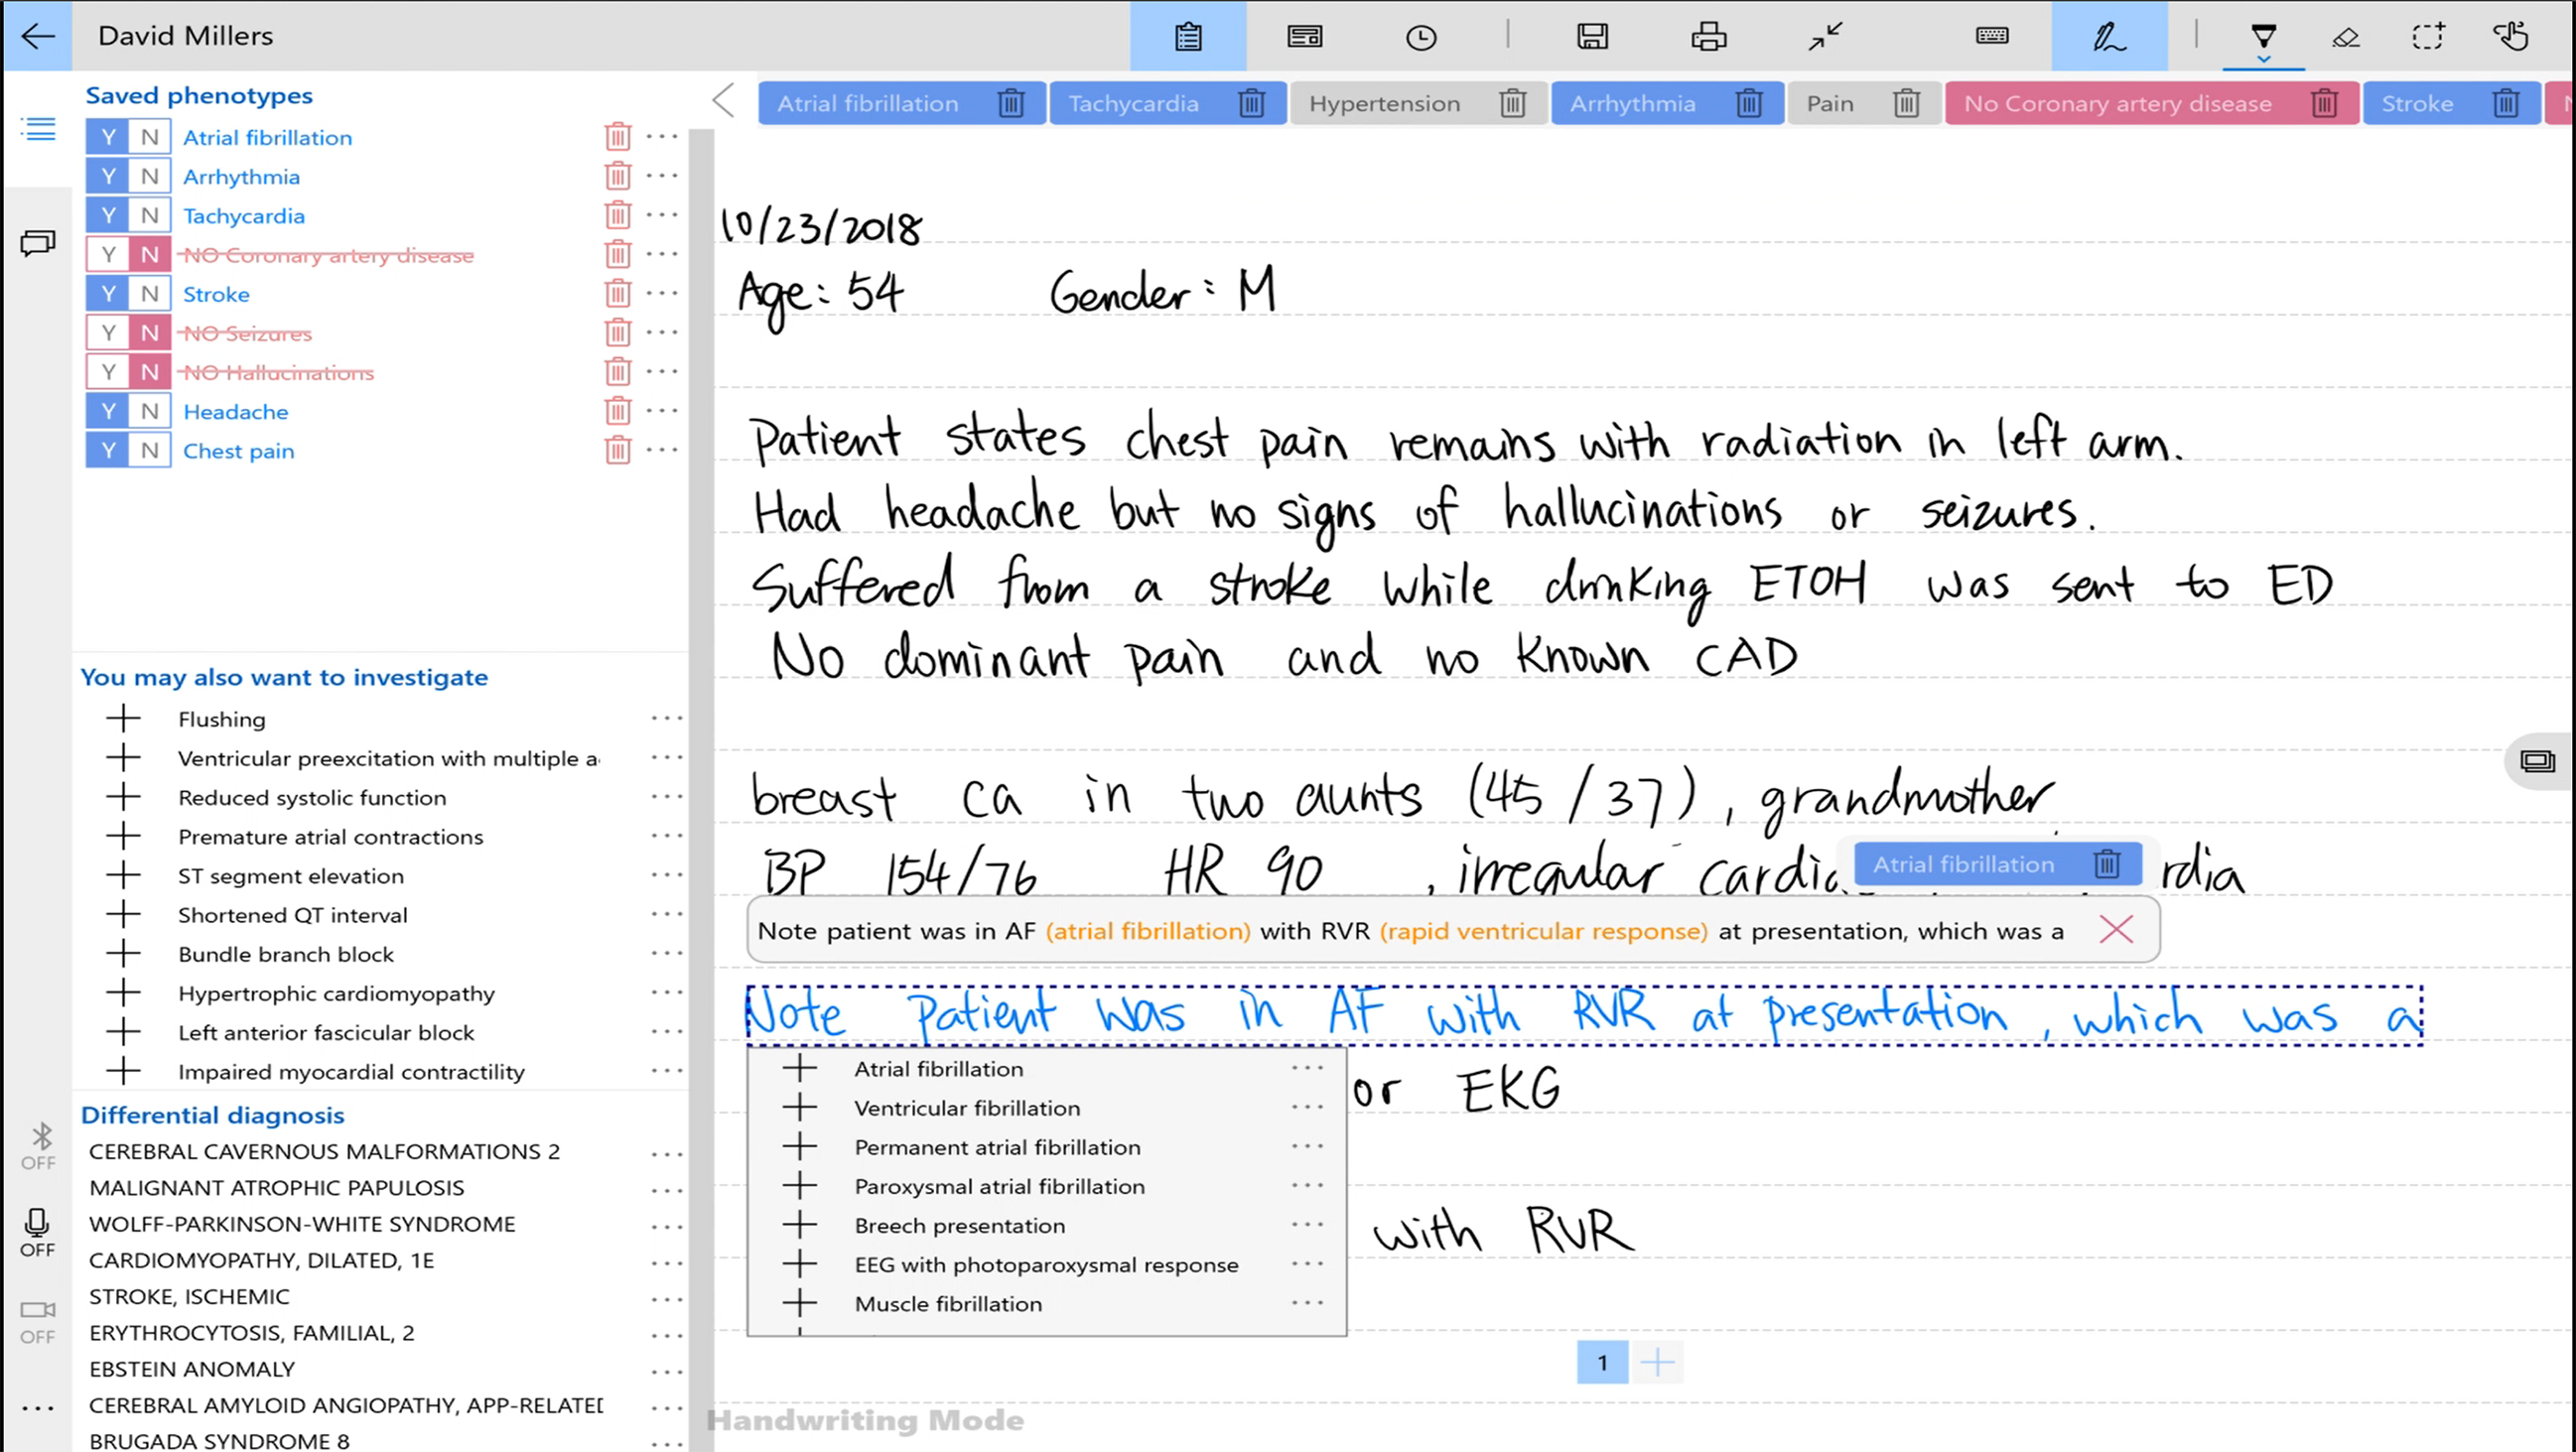 David Millers
Saved phenotypes
Y N Atrial fibrillation
Y N Arrhythmia
Y N Tachycardia
Y N NO Coronary artery disease
Y N Stroke
Y N NO Seizures
Y N NO Hallucinations
Y N Headache
Y N Chest pain
You may also want to investigate
Flushing
Ventricular preexcitation with multiple a
Reduced systolic function
Premature atrial contractions
ST segment elevation
Shortened QT interval
Bundle branch block
Hypertrophic cardiomyopathy
Left anterior fascicular block
Impaired myocardial contractility
Differential diagnosis
CEREBRAL CAVERNOUS MALFORMATIONS 2
MALIGNANT ATROPHIC PAPULOSIS
WOLFF-PARKINSON-WHITE SYNDROME
CARDIOMYOPATHY, DILATED, 1E
STROKE, ISCHEMIC
ERYTHROCYTOSIS, FAMILIAL, 2
EBSTEIN ANOMALY
CEREBRAL AMYLOID ANGIOPATHY, APP-RELATED
BRUGADA SYNDROME 8
OFF
OFF
OFF
Atrial fibrillation Tachycardia Hypertension Arrhythmia Pain No Coronary artery disease Stroke
10/23/2018
Age: 54 Gender: M
Patient states chest pain remains with radiation in left arm.
Had headache but no signs of hallucinations or seizures.
Suffered from a stroke while drinking ETOH was sent to ED
No dominant pain and no known CAD
breast ca in two aunts (45/37), grandmother
BP 154/76 HR 90 , irregular cardia rdia
Atrial fibrillation
Note patient was in AF (atrial fibrillation) with RVR (rapid ventricular response) at presentation, which was a
Note patient was in AF with RVR at presentation, which was a
Atrial fibrillation
Ventricular fibrillation
Permanent atrial fibrillation
Paroxysmal atrial fibrillation
Breech presentation
EEG with photoparoxysmal response
Muscle fibrillation
or EKG
with RVR
1
Handwriting Mode